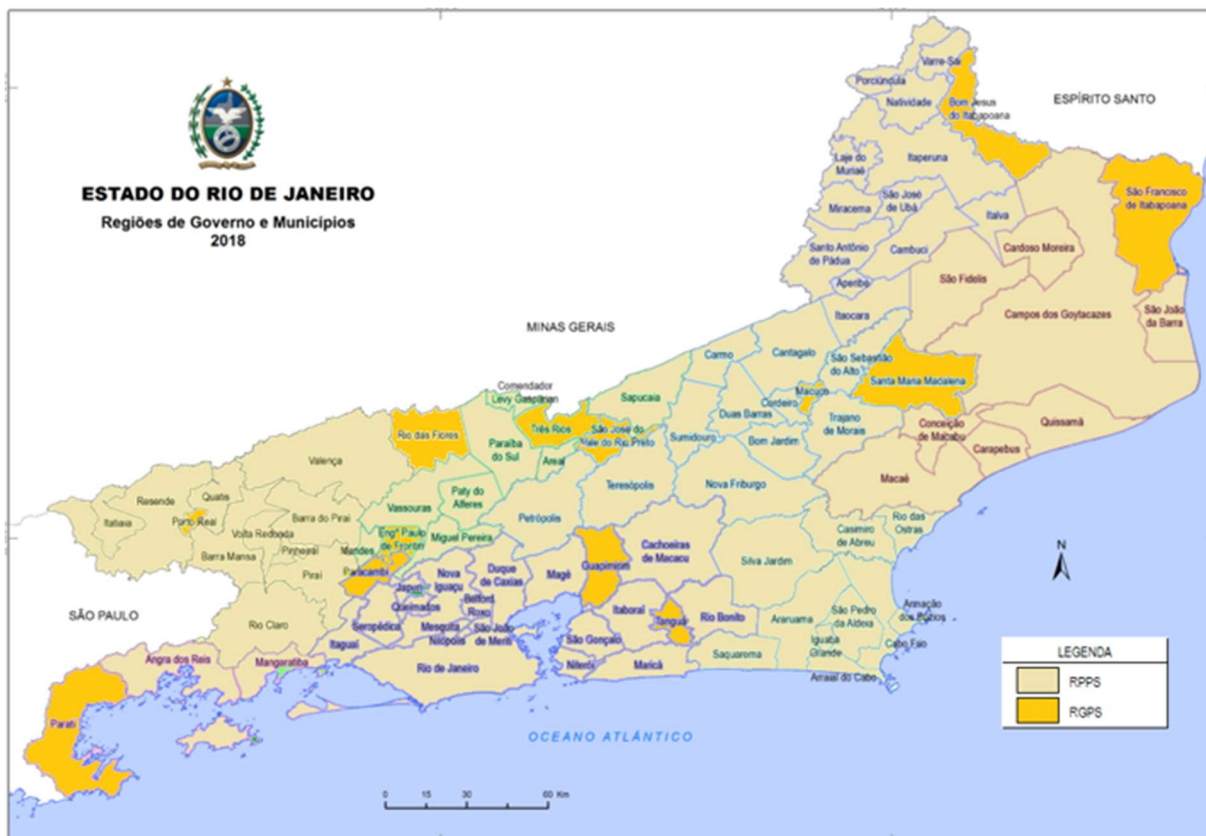 ESTADO DO RIO DE JANEIRO
Regiões de Governo e Municípios
2018
ESPÍRITO SANTO
MINAS GERAIS
SÃO PAULO
OCEANO ATLÂNTICO
Varre-Sai
Porciúncula
Natividade
Bom Jesus
do Itabapoana
Laje do
Muriaé
Itaperuna
São Francisco
de Itabapoana
Miracema
São José
de Ubá
Italva
Cardoso Moreira
Santo Antônio
de Pádua
Cambuci
Aperibé
São Fidelis
Campos dos Goytacazes
São João
da Barra
Itaocara
Carmo
Cantagalo
São Sebastião
do Alto
Santa Maria Madalena
Macuco
Cordeiro
Comendador
Levy Gasparian
Sapucaia
Duas Barras
Trajano
de Morais
Conceição
de Macabu
Quissamã
Carapebus
Rio das Flores
Três Rios
São José do
Vale do Rio Preto
Sumidouro
Bom Jardim
Paraíba
do Sul
Areal
Valença
Macaé
Teresópolis
Nova Friburgo
Paty do
Alferes
Vassouras
Petrópolis
Resende
Quatis
Itatiaia
Porto Real
Barra do Piraí
Volta Redonda
Barra Mansa
Pinheiral
Mendes
Engº Paulo
de Frontin
Miguel Pereira
Rio das
Ostras
Casimiro
de Abreu
Cachoeiras
de Macacu
Silva Jardim
Piraí
Paracambi
Japeri
Nova
Iguaçu
Duque
de Caxias
Magé
Guapimirim
Queimados
Belford
Roxo
Itaboraí
Tanguá
Rio Bonito
Araruama
São Pedro
da Aldeia
Armação
dos Búzios
Rio Claro
Seropédica
Mesquita
Nilópolis
São João
de Meriti
São Gonçalo
Iguaba
Grande
Cabo Frio
Itaguaí
Niterói
Maricá
Saquarema
Arraial do Cabo
Rio de Janeiro
Angra dos Reis
Mangaratiba
Parati
N
LEGENDA
RPPS
RGPS
0 15 30 60 Km